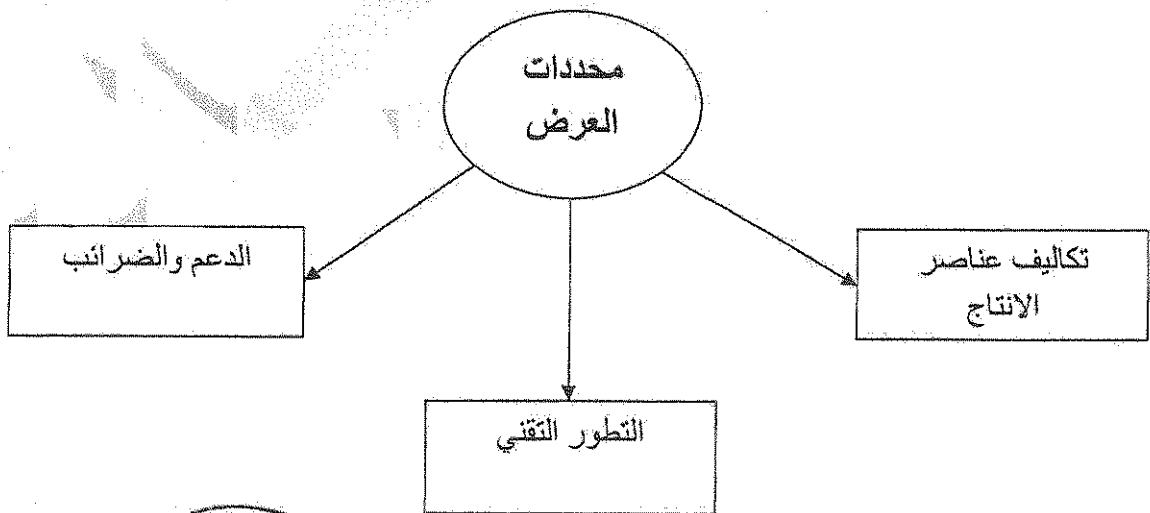 محددات
العرض
تكاليف عناصر
الانتاج
الدعم والضرائب
التطور التقني